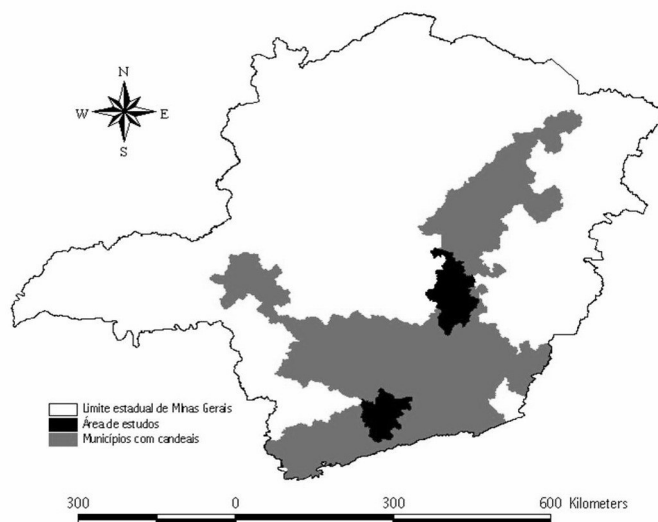 N
W E
S
Limite estadual de Minas Gerais
Área de estudos
Municípios com candeais
300 0 300 600 Kilometers